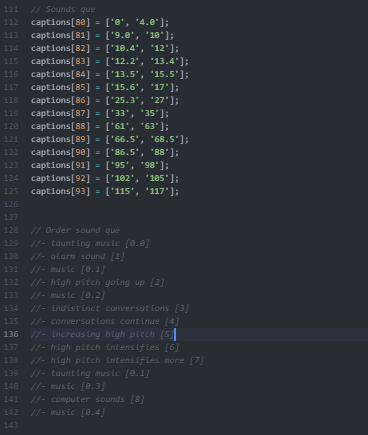 111 // Sounds que
112 captions[80] = ['0', '4.0'];
113 captions[81] = ['9.0', '10'];
114 captions[82] = ['10.4', '12'];
115 captions[83] = ['12.2', '13.4'];
116 captions[84] = ['13.5', '15.5'];
117 captions[85] = ['15.6', '17'];
118 captions[86] = ['25.3', '27'];
119 captions[87] = ['33', '35'];
120 captions[88] = ['61', '63'];
121 captions[89] = ['66.5', '68.5'];
122 captions[90] = ['86.5', '88'];
123 captions[91] = ['95', '98'];
124 captions[92] = ['102', '105'];
125 captions[93] = ['115', '117'];
126
127
128 // Order sound que
129 //- taunting music [0.0]
130 //- alarm sound [1]
131 //- music [0.1]
132 //- high pitch going up [2]
133 //- music [0.2]
134 //- indistinct conversations [3]
135 //- conversations continue [4]
136 //- increasing high pitch [5]
137 //- high pitch intensifies [6]
138 //- high pitch intensifies more [7]
139 //- taunting music [0.1]
140 //- music [0.3]
141 //- computer sounds [8]
142 //- music [0.4]
143